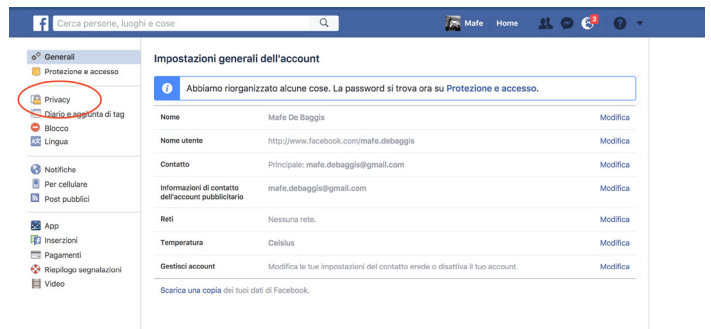 f Cerca persone, luoghi e cose Mafe Home 3
Generali
Protezione e accesso
Privacy
Diario e aggiunta di tag
Blocco
Lingua
Notifiche
Per cellulare
Post pubblici
App
Inserzioni
Pagamenti
Riepilogo segnalazioni
Video
Impostazioni generali dell'account
Abbiamo riorganizzato alcune cose. La password si trova ora su Protezione e accesso.
Nome Mafe De Baggis Modifica
Nome utente http://www.facebook.com/mafe.debaggis Modifica
Contatto Principale: mafe.debaggis@gmail.com Modifica
Informazioni di contatto mafe.debaggis@gmail.com Modifica
dell'account pubblicitario
Reti Nessuna rete. Modifica
Temperatura Celsius Modifica
Gestisci account Modifica le tue impostazioni del contatto erede o disattiva il tuo account. Modifica
Scarica una copia dei tuoi dati di Facebook.